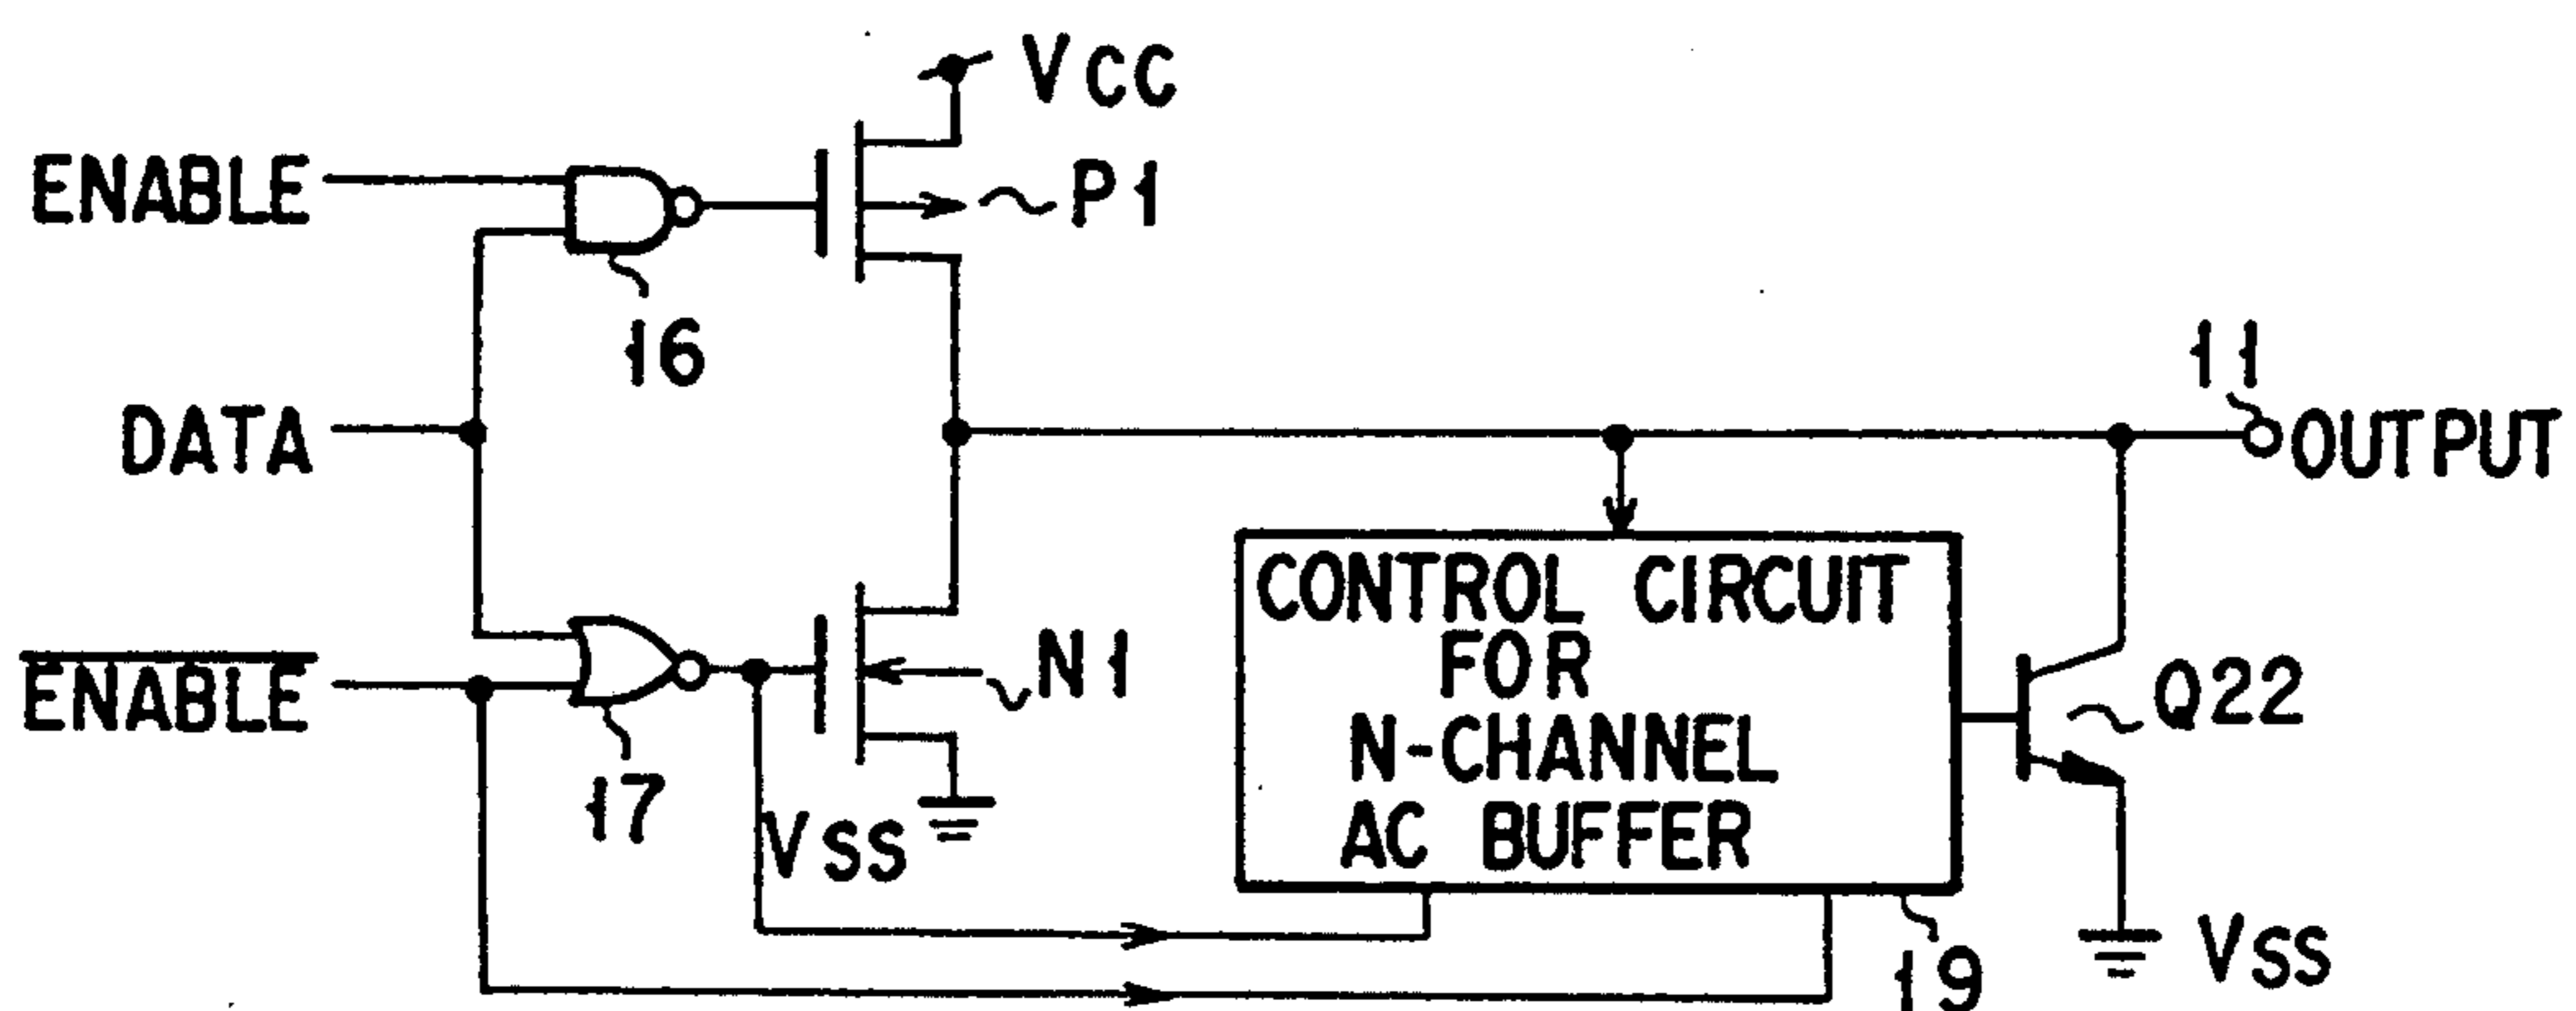 VCC
ENABLE
P1
16
11
DATA
OUTPUT
CONTROL CIRCUIT
FOR
N-CHANNEL
AC BUFFER
N1
ENABLE
Q22
17
VSS
VSS
19